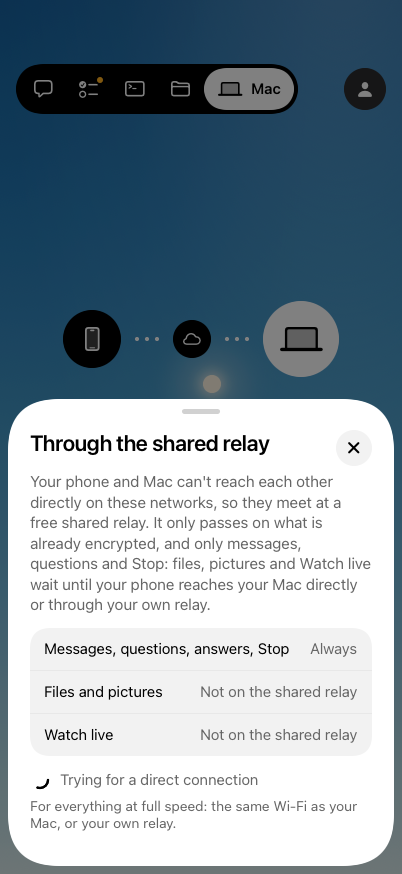 Mac
Through the shared relay
Your phone and Mac can't reach each other
directly on these networks, so they meet at a
free shared relay. It only passes on what is
already encrypted, and only messages,
questions and Stop: files, pictures and Watch live
wait until your phone reaches your Mac directly
or through your own relay.
Messages, questions, answers, Stop Always
Files and pictures Not on the shared relay
Watch live Not on the shared relay
Trying for a direct connection
For everything at full speed: the same Wi-Fi as your
Mac, or your own relay.